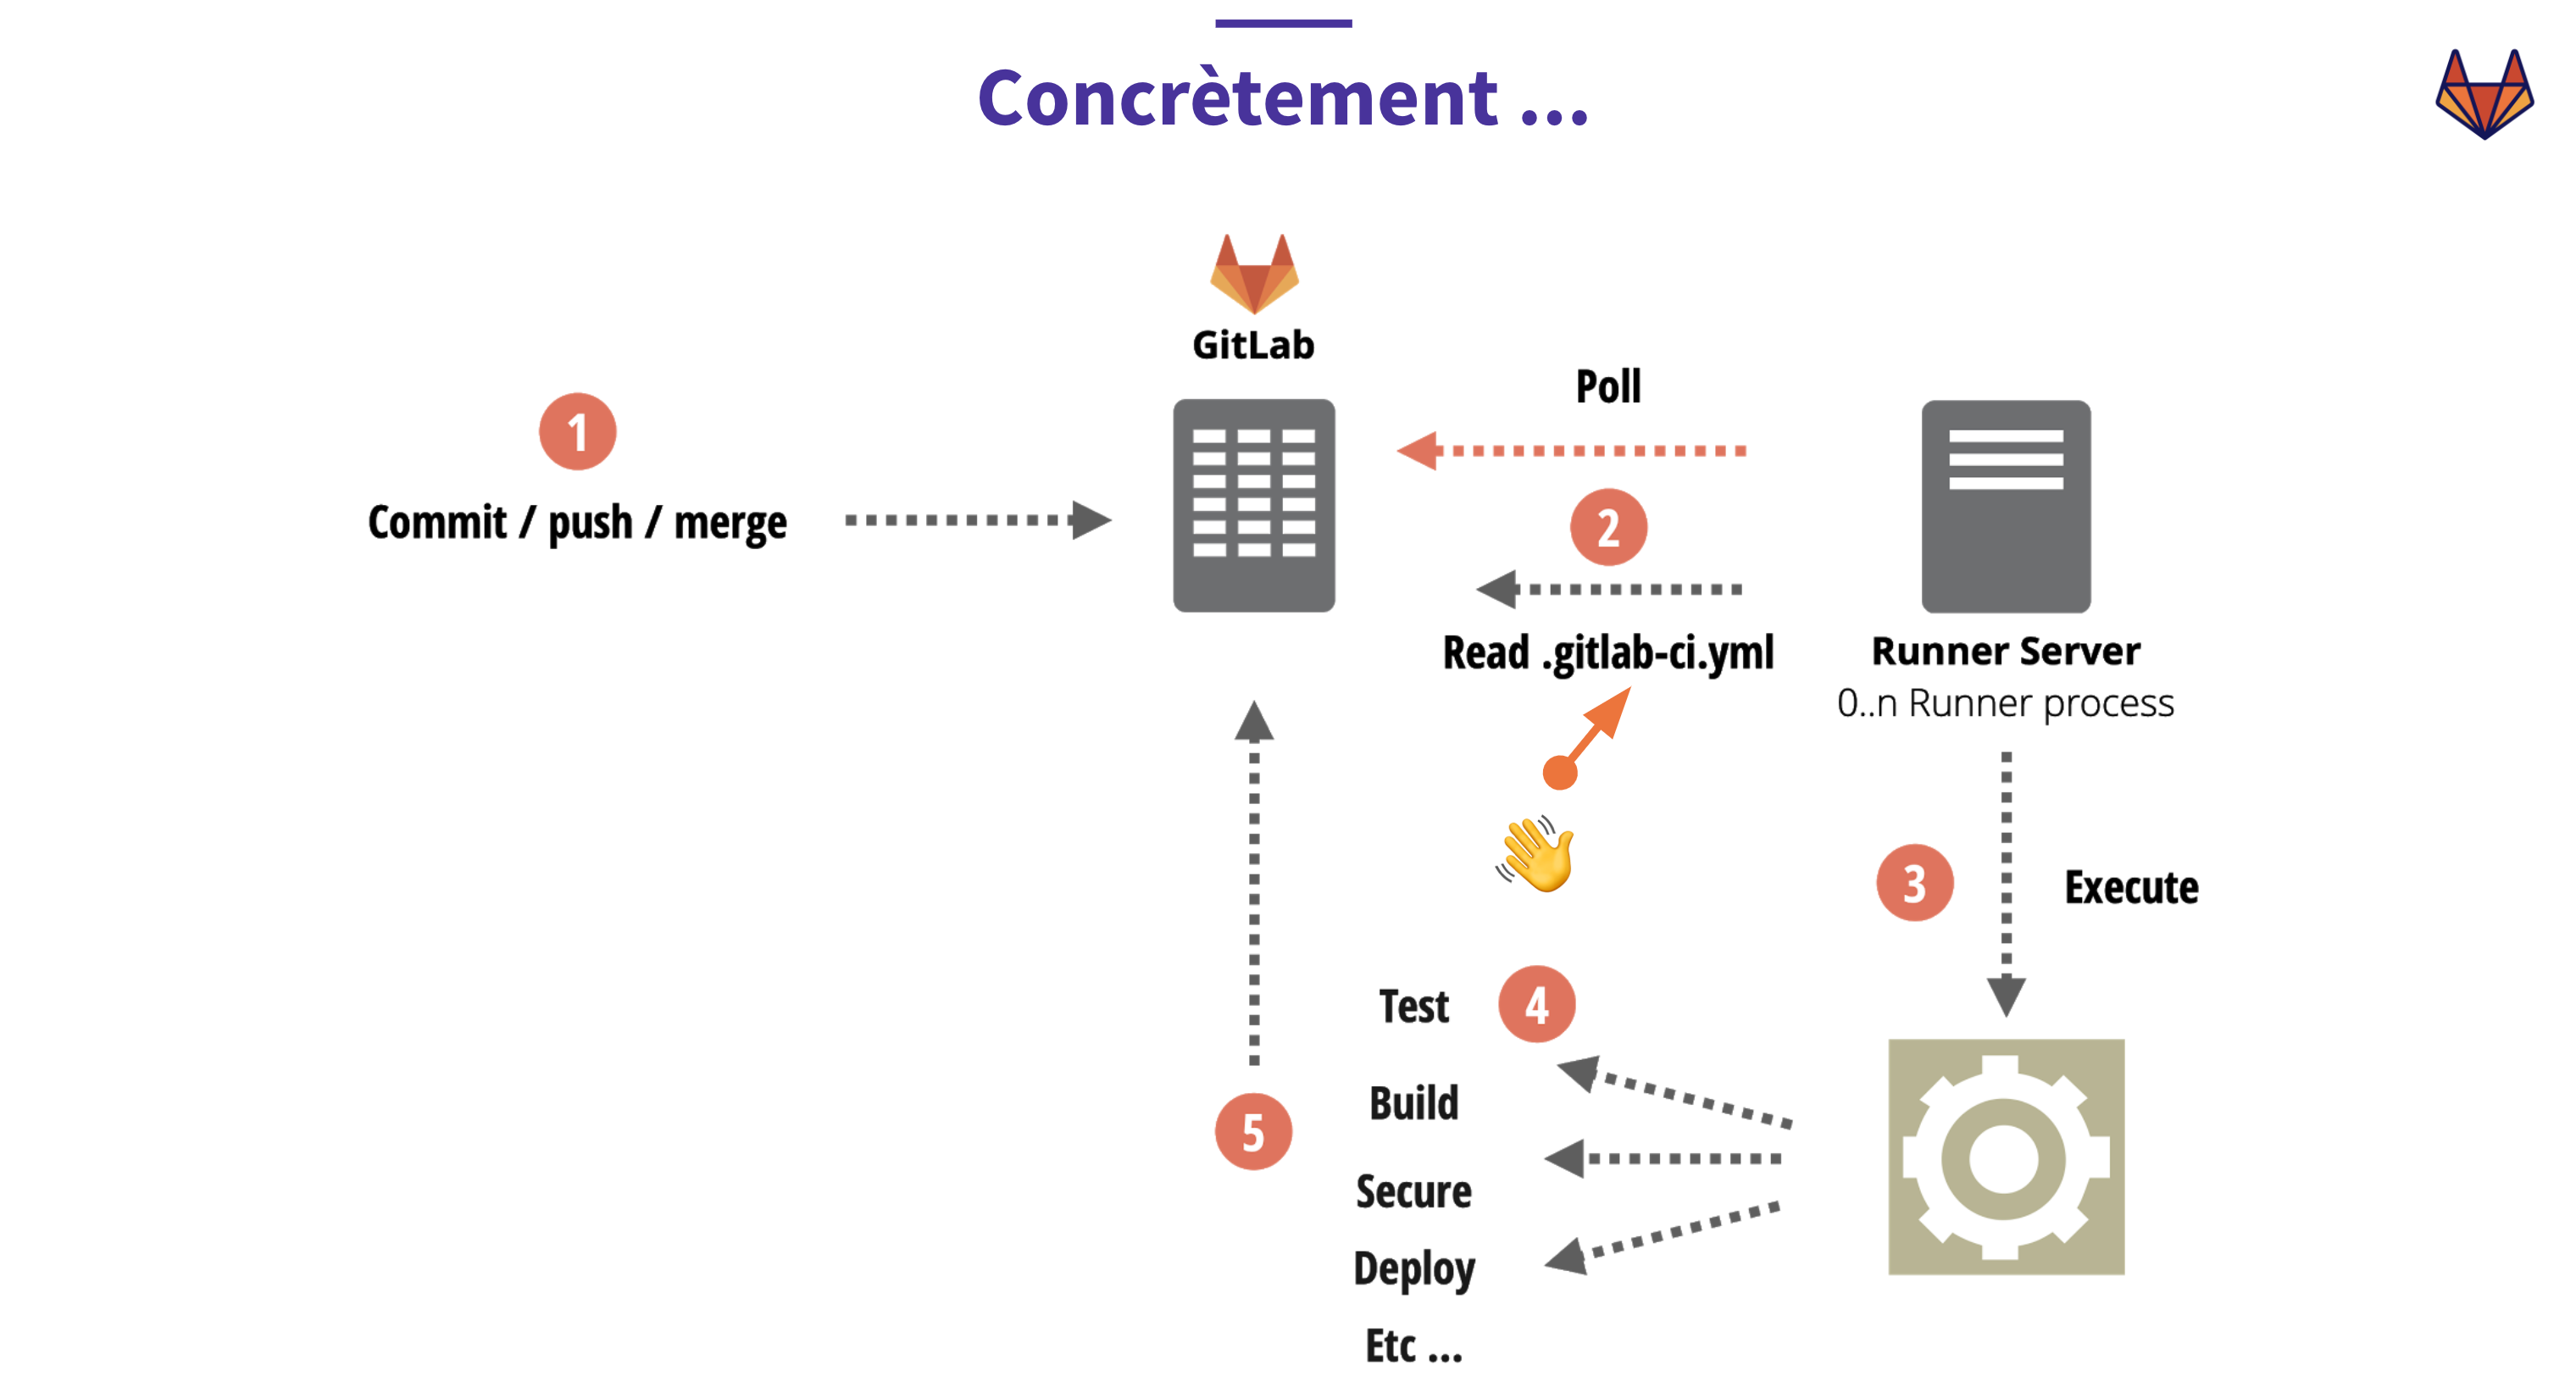 Concrètement ...
GitLab
Poll
1
Commit / push / merge
2
Read .gitlab-ci.yml
Runner Server
0..n Runner process
3
Execute
4
Test
Build
5
Secure
Deploy
Etc ...